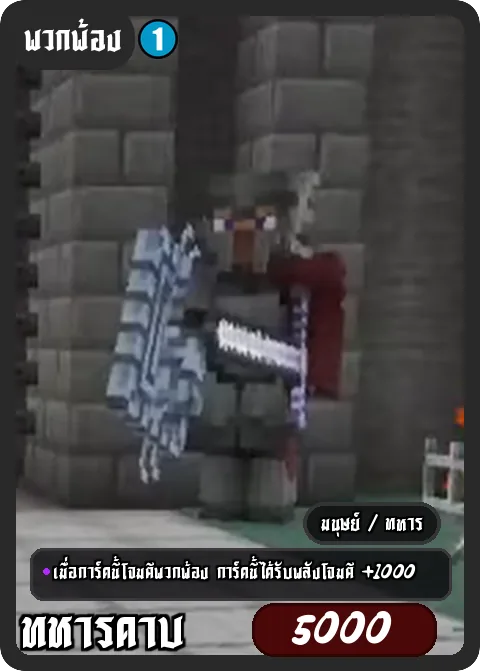 พวกพ้อง 1
มนุษย์ / ทหาร
• เมื่อการ์ดนี้โจมตีพวกพ้อง การ์ดนี้ได้รับพลังโจมตี +1000
ทหารดาบ 5000